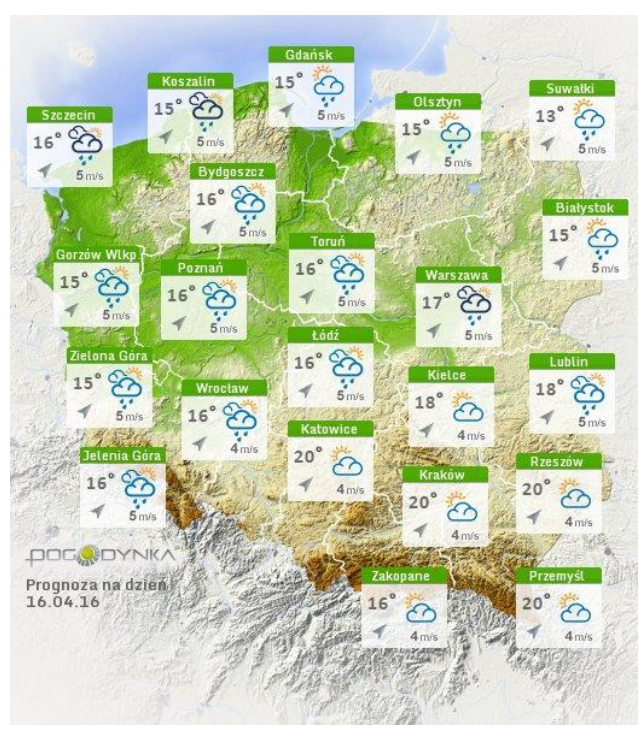 Gdańsk
15°
5 m/s
Koszalin
15°
5 m/s
Suwałki
13°
5 m/s
Olsztyn
15°
5 m/s
Szczecin
16°
5 m/s
Bydgoszcz
16°
5 m/s
Białystok
15°
5 m/s
Toruń
16°
5 m/s
Gorzów Wlkp.
15°
5 m/s
Poznań
16°
5 m/s
Warszawa
17°
5 m/s
Łódź
16°
5 m/s
Zielona Góra
15°
5 m/s
Lublin
18°
5 m/s
Kielce
18°
4 m/s
Wrocław
16°
4 m/s
Katowice
20°
4 m/s
Jelenia Góra
16°
5 m/s
Rzeszów
20°
4 m/s
Kraków
20°
4 m/s
POGODYNKA
Prognoza na dzień
16.04.16
Zakopane
16°
4 m/s
Przemyśl
20°
4 m/s